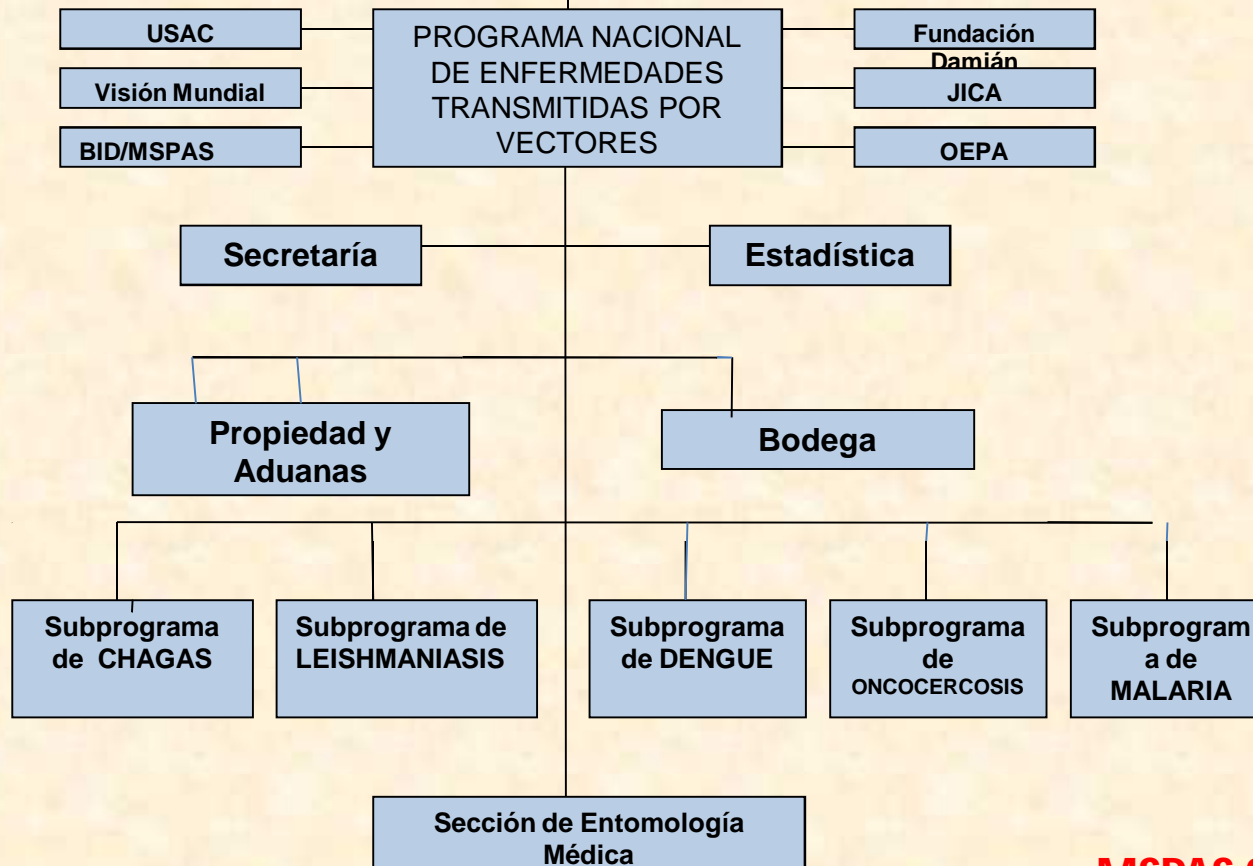 USAC
Visión Mundial
BID/MSPAS
PROGRAMA NACIONAL
DE ENFERMEDADES
TRANSMITIDAS POR
VECTORES
Fundación
Damián
JICA
OEPA
Secretaría
Estadística
Propiedad y
Aduanas
Bodega
Subprograma
de CHAGAS
Subprograma de
LEISHMANIASIS
Subprograma
de DENGUE
Subprograma
de
ONCOCERCOSIS
Subprogram
a de
MALARIA
Sección de Entomología
Médica
MSPAS